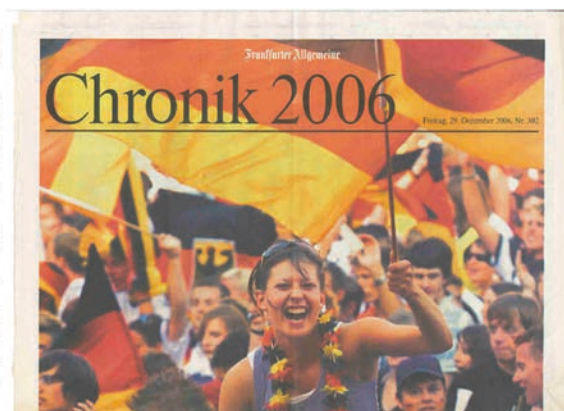 Frankfurter Allgemeine
Chronik 2006
Freitag, 29. Dezember 2006, Nr. 302